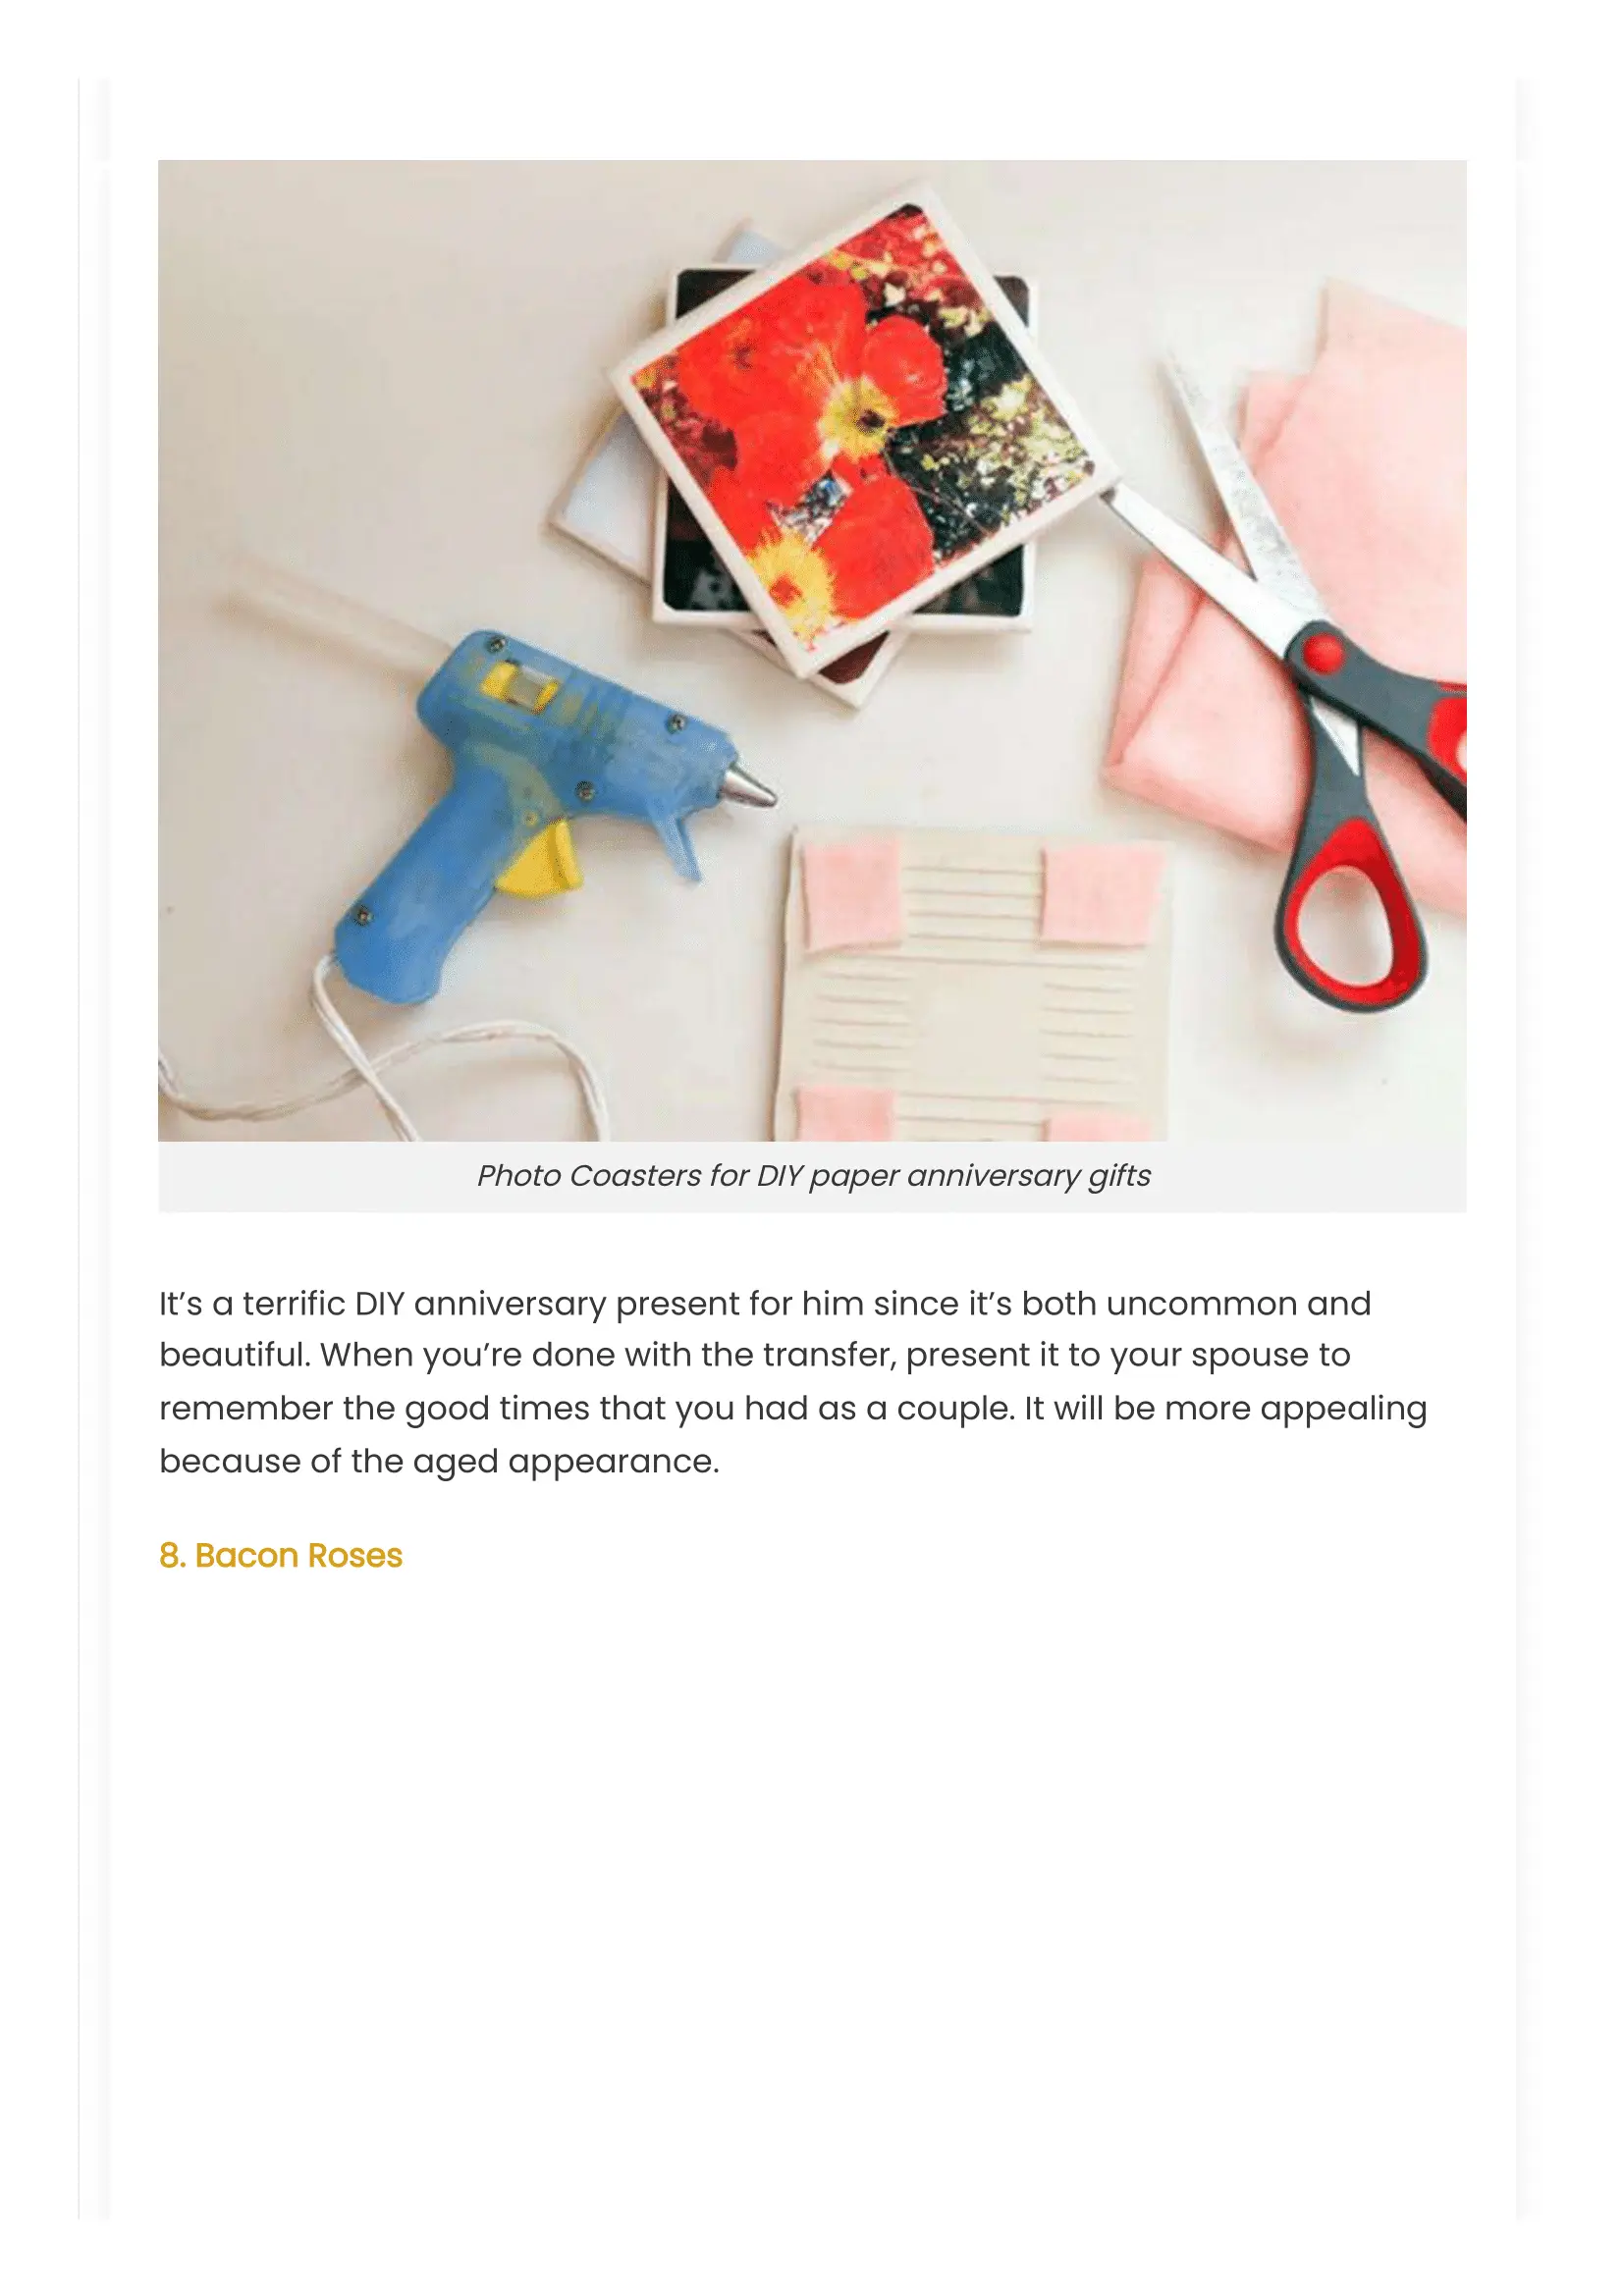 Photo Coasters for DIY paper anniversary gifts
It’s a terrific DIY anniversary present for him since it’s both uncommon and
beautiful. When you’re done with the transfer, present it to your spouse to
remember the good times that you had as a couple. It will be more appealing
because of the aged appearance.
8. Bacon Roses